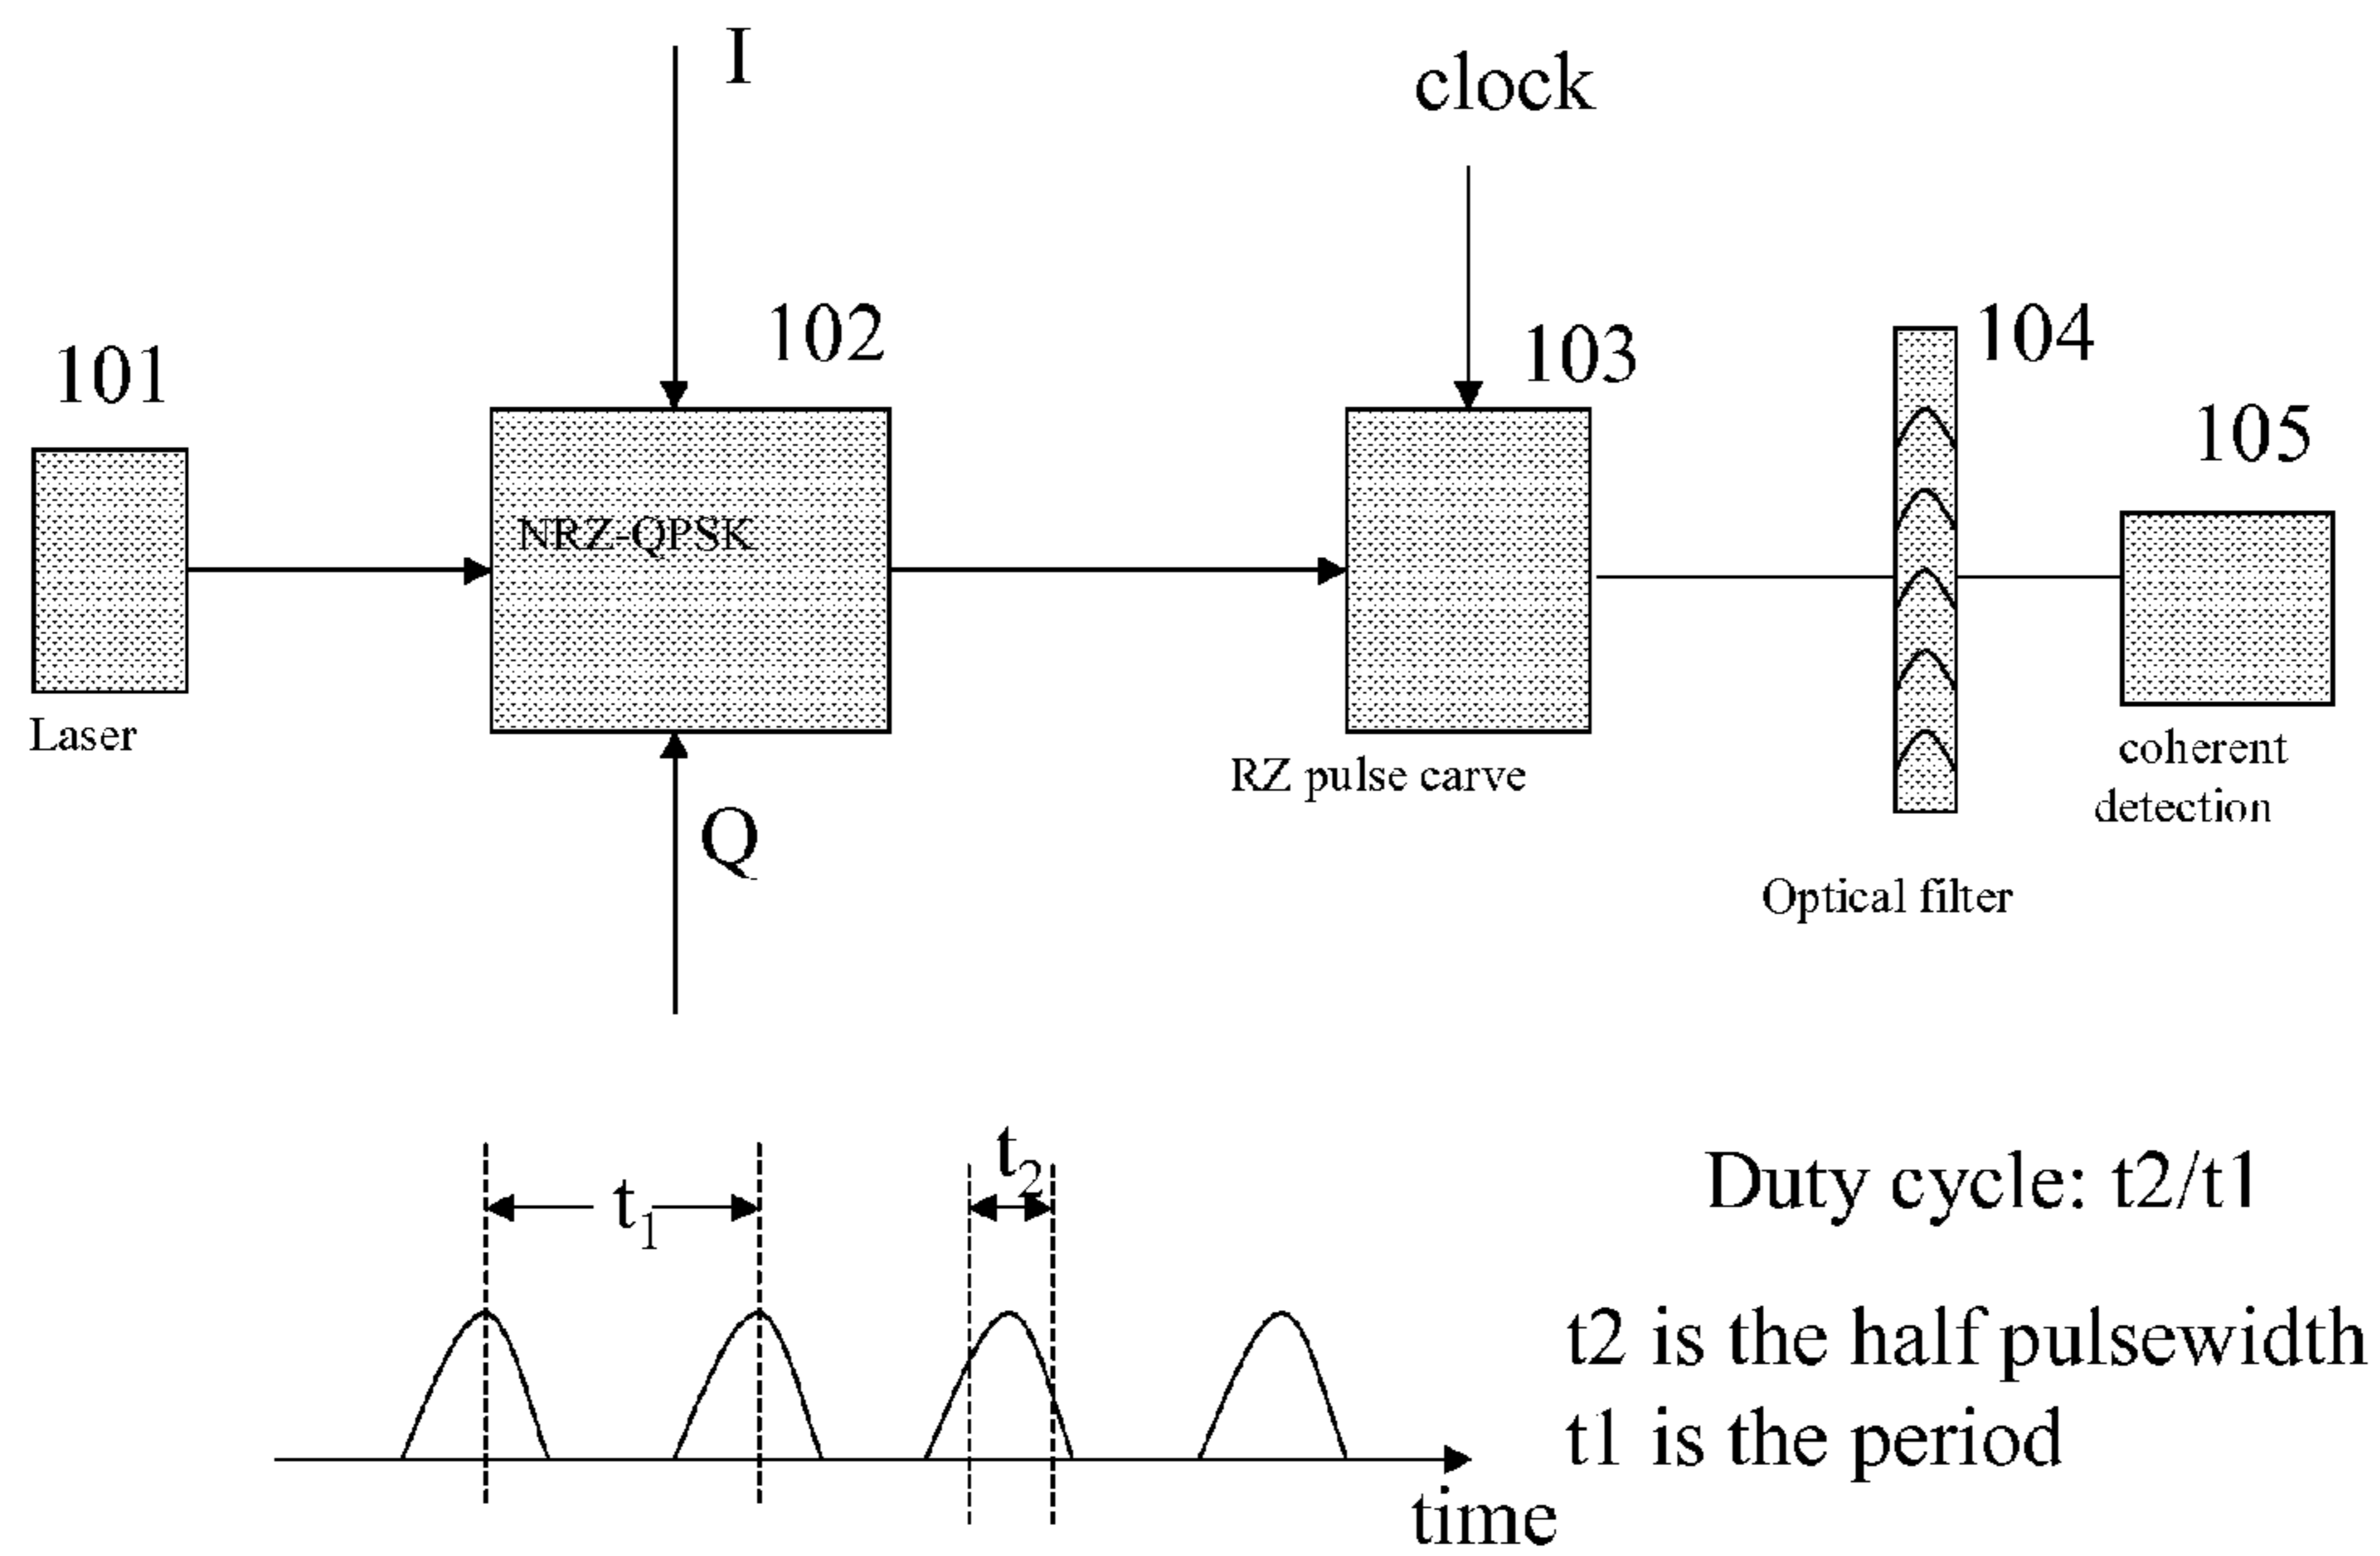 I
clock
101
102
103
104
105
NRZ-QPSK
Laser
RZ pulse carve
coherent
detection
Q
Optical filter
t1
t2
Duty cycle: t2/t1
t2 is the half pulsewidth
t1 is the period
time